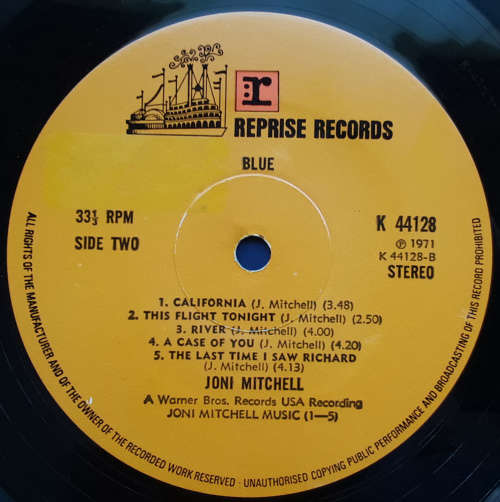 r
REPRISE RECORDS
BLUE
33⅓ RPM
SIDE TWO
K 44128
℗ 1971
K 44128-B
STEREO
1. CALIFORNIA (J. Mitchell) (3.48)
2. THIS FLIGHT TONIGHT (J. Mitchell) (2.50)
3. RIVER (J. Mitchell) (4.00)
4. A CASE OF YOU (J. Mitchell) (4.20)
5. THE LAST TIME I SAW RICHARD
(J. Mitchell) (4.13)
JONI MITCHELL
A Warner Bros. Records USA Recording
JONI MITCHELL MUSIC (1—5)
ALL RIGHTS OF THE MANUFACTURER AND OF THE OWNER OF THE RECORDED WORK RESERVED · UNAUTHORISED COPYING PUBLIC PERFORMANCE AND BROADCASTING OF THIS RECORD PROHIBITED